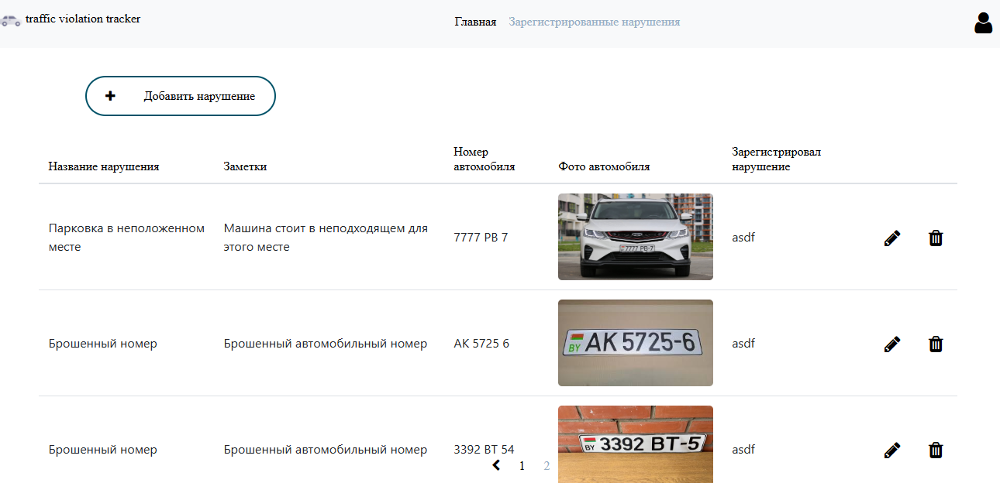 traffic violation tracker
Главная Зарегистрированные нарушения
Добавить нарушение
Название нарушения Заметки Номер автомобиля Фото автомобиля Зарегистрировал нарушение
Парковка в неположенном месте
Машина стоит в неподходящем для этого месте
7777 PB 7
7777 PB-7
asdf
Брошенный номер
Брошенный автомобильный номер
AK 5725 6
BY AK 5725-6
asdf
Брошенный номер
Брошенный автомобильный номер
3392 BT 54
BY 3392 BT-5
asdf
1 2